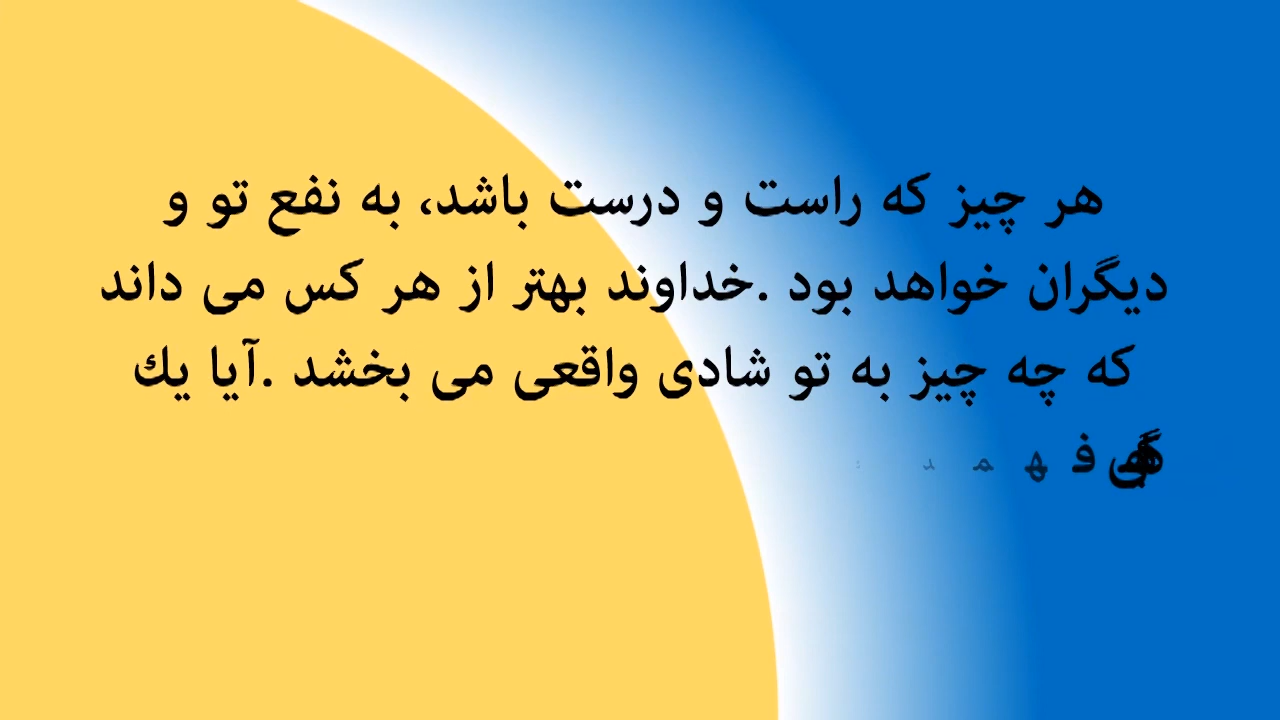 هر چیز که راست و درست باشد، به نفع تو و
دیگران خواهد بود .خداوند بهتر از هر کس می داند
که چه چیز به تو شادی واقعی می بخشد .آیا یك